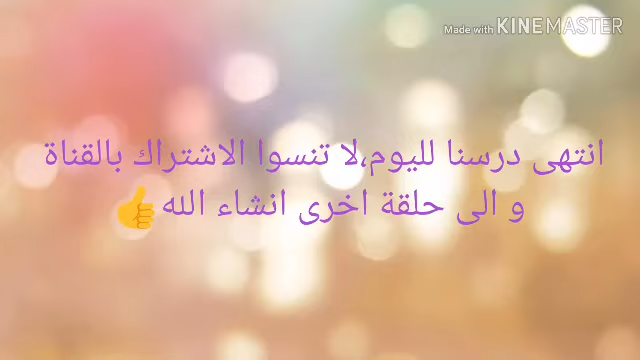 Made with KINEMASTER
انتهى درسنا لليوم،لا تنسوا الاشتراك بالقناة
و الى حلقة اخرى انشاء الله👍